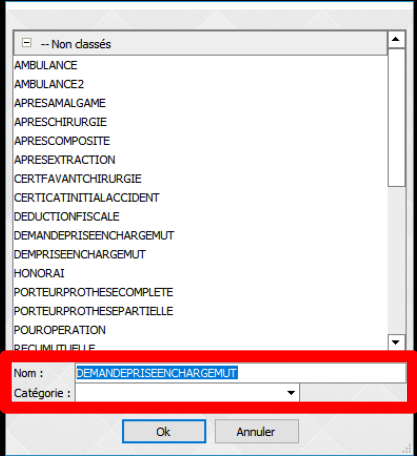 -- Non classés
AMBULANCE
AMBULANCE2
APRESAMALGAME
APRESCHIRURGIE
APRESCOMPOSITE
APRESEXTRACTION
CERTFAVANTCHIRURGIE
CERTICATINITIALACCIDENT
DEDUCTIONFISCALE
DEMANDEPRISEENCHARGEMUT
DEMPRISEENCHARGEMUT
HONORAI
PORTEURPROTHESECOMPLETE
PORTEURPROTHESEPARTIELLE
POUROPERATION
RECUMUTUELLE
Nom : DEMANDEPRISEENCHARGEMUT
Catégorie :
Ok Annuler